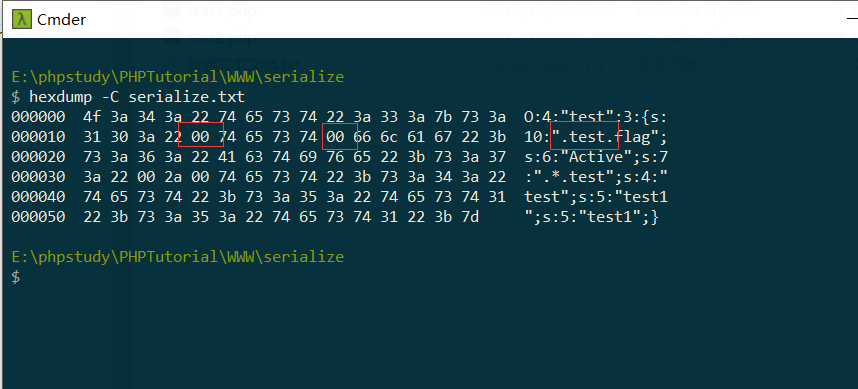 Cmder
E:\phpstudy\PHPTutorial\WWW\serialize
$ hexdump -C serialize.txt
000000 4f 3a 34 3a 22 74 65 73 74 22 3a 33 3a 7b 73 3a O:4:"test":3:{s:
000010 31 30 3a 22 00 74 65 73 74 00 66 6c 61 67 22 3b 10:".test.flag";
000020 73 3a 36 3a 22 41 63 74 69 76 65 22 3b 73 3a 37 s:6:"Active";s:7
000030 3a 22 00 2a 00 74 65 73 74 22 3b 73 3a 34 3a 22 :".*.test";s:4:"
000040 74 65 73 74 22 3b 73 3a 35 3a 22 74 65 73 74 31 test";s:5:"test1
000050 22 3b 73 3a 35 3a 22 74 65 73 74 31 22 3b 7d ";s:5:"test1";}
E:\phpstudy\PHPTutorial\WWW\serialize
$